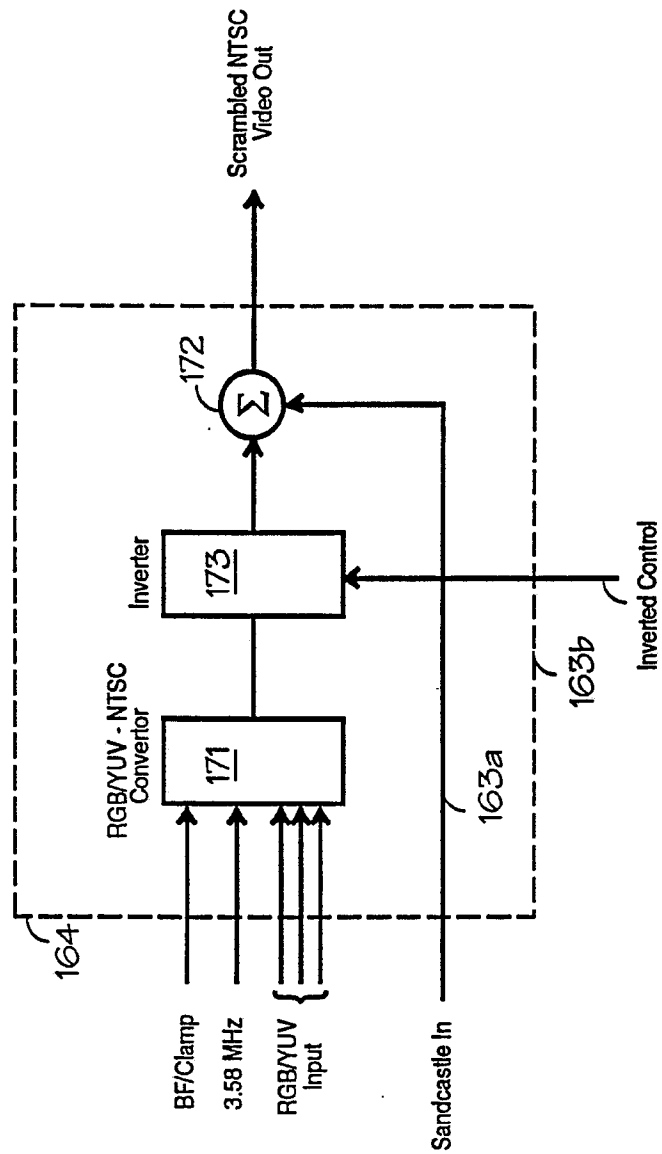 Scrambled NTSC
Video Out
172
Σ
Inverter
173
RGB/YUV - NTSC
Convertor
171
164
BF/Clamp
3.58 MHz
RGB/YUV
Input
Sandcastle In
163a
163b
Inverted Control